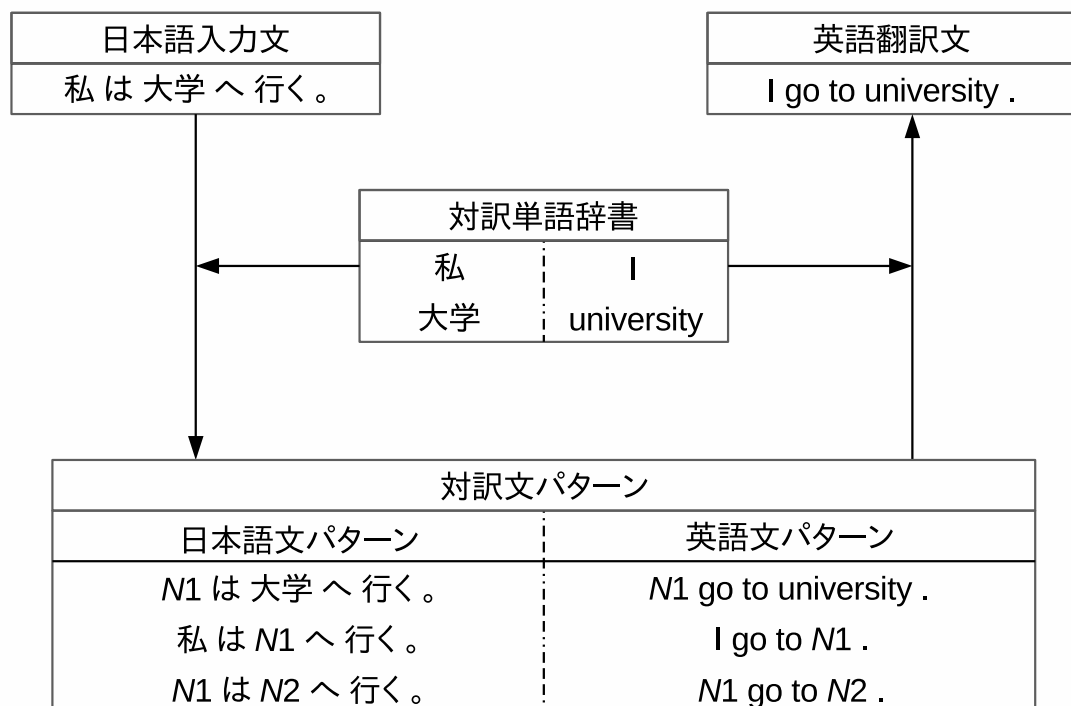 日本語入力文
私 は 大学 へ 行く 。
英語翻訳文
I go to university .
対訳単語辞書
私 I
大学 university
対訳文パターン
日本語文パターン 英語文パターン
N1 は 大学 へ 行く 。 N1 go to university .
私 は N1 へ 行く 。 I go to N1 .
N1 は N2 へ 行く 。 N1 go to N2 .